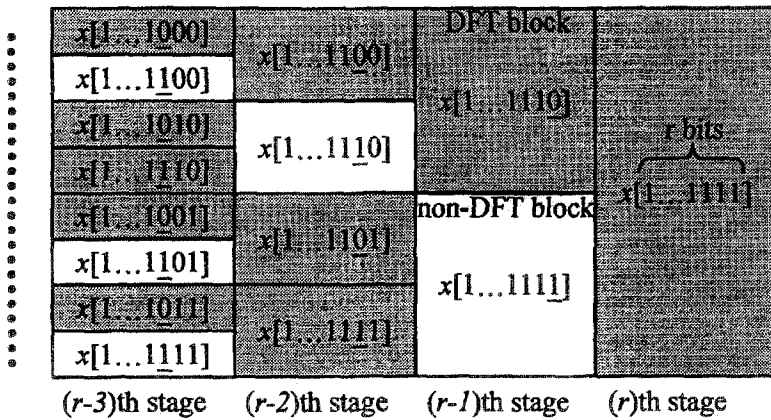 x[1...1000]
x[1...1100]
x[1...1010]
x[1...1110]
x[1...1001]
x[1...1101]
x[1...1011]
x[1...1111]
(r-3)th stage
x[1...1100]
x[1...1110]
x[1...1101]
x[1...1111]
(r-2)th stage
DFT block
x[1...1110]
non-DFT block
x[1...1111]
(r-1)th stage
r bits
x[1...1111]
(r)th stage